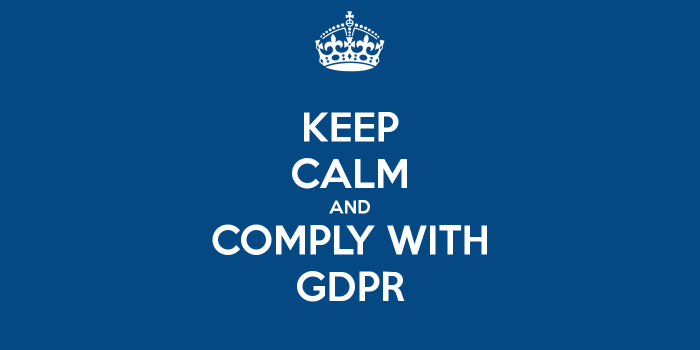 KEEP
CALM
AND
COMPLY WITH
GDPR